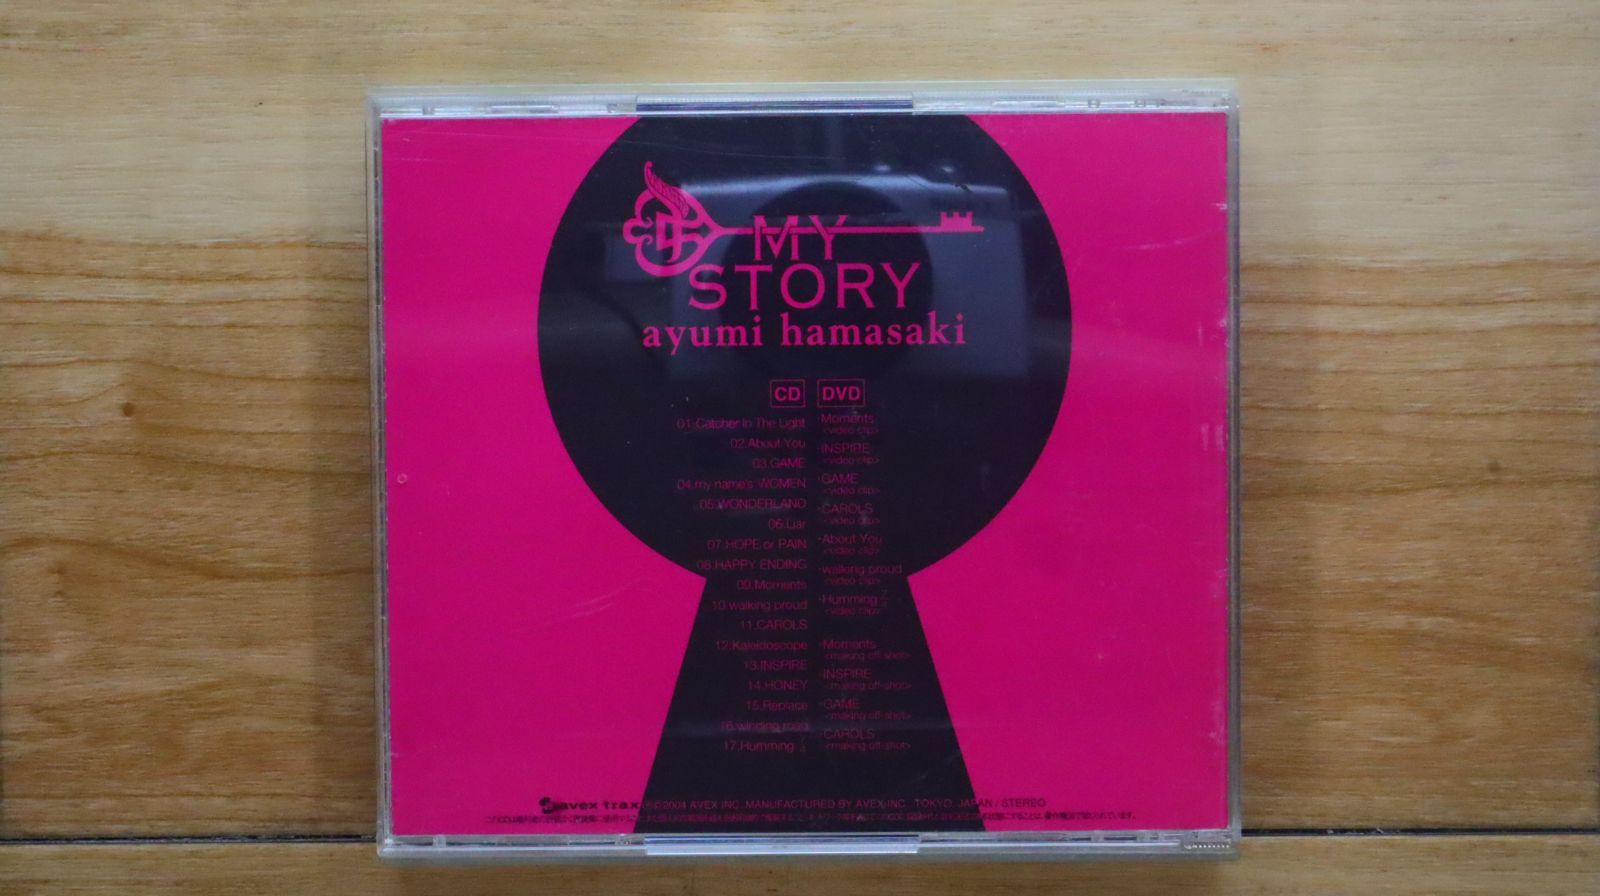 MY
STORY
ayumi hamasaki
CD
01.Catcher In The Light
02.About You
03.GAME
04.my name's WOMEN
05.WONDERLAND
06.Liar
07.HOPE or PAIN
08.HAPPY ENDING
09.Moments
10.walking proud
11.CAROLS
12.Kaleidoscope
13.INSPIRE
14.HONEY
15.Replace
16.winding road
17.Humming 7/4
DVD
·Moments
<video clip>
·INSPIRE
<video clip>
·GAME
<video clip>
·CAROLS
<video clip>
·About You
<video clip>
·walking proud
<video clip>
·Humming 7/4
<video clip>
·Moments
<making off-shot>
·INSPIRE
<making off-shot>
·GAME
<making off-shot>
·CAROLS
<making off-shot>
avex trax ℗©2004 AVEX INC. MANUFACTURED BY AVEX INC. TOKYO, JAPAN / STEREO